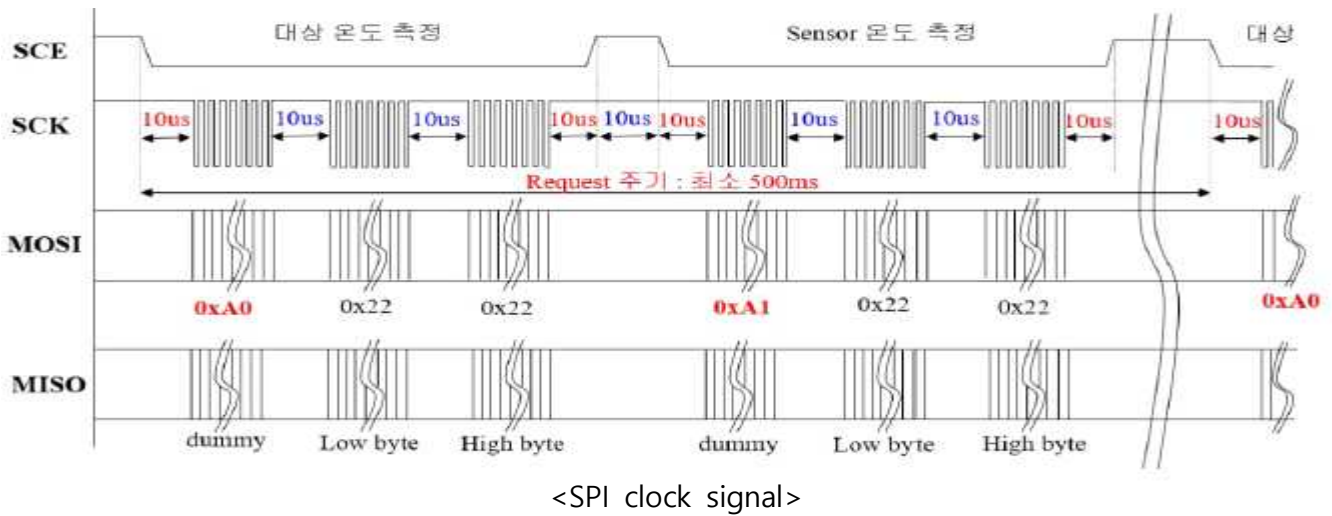 대상 온도 측정 Sensor 온도 측정 대상
SCE
SCK 10us 10us 10us 10us 10us 10us 10us 10us 10us 10us
Request 주기 : 최소 500ms
MOSI
0xA0 0x22 0x22 0xA1 0x22 0x22 0xA0
MISO
dummy Low byte High byte dummy Low byte High byte
<SPI clock signal>